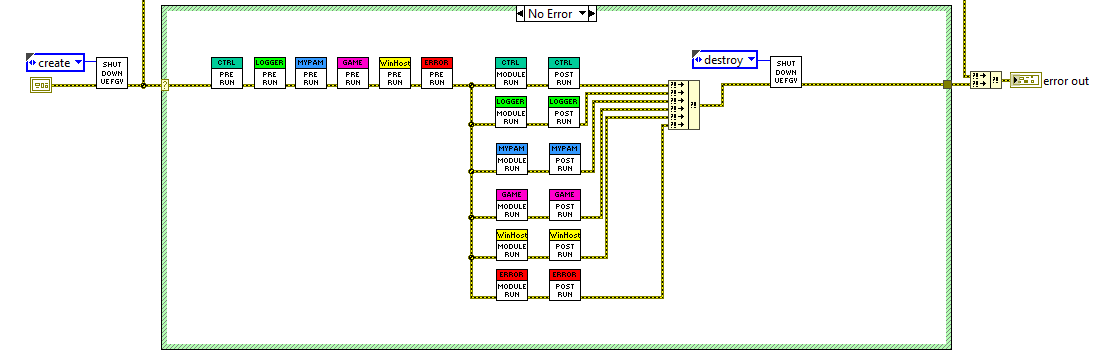 No Error
create
SHUT
DOWN
UEFGV
?
CTRL
PRE
RUN
LOGGER
PRE
RUN
MYPAM
PRE
RUN
GAME
PRE
RUN
WinHost
PRE
RUN
ERROR
PRE
RUN
CTRL
MODULE
RUN
CTRL
POST
RUN
LOGGER
MODULE
RUN
LOGGER
POST
RUN
MYPAM
MODULE
RUN
MYPAM
POST
RUN
GAME
MODULE
RUN
GAME
POST
RUN
WinHost
MODULE
RUN
WinHost
POST
RUN
ERROR
MODULE
RUN
ERROR
POST
RUN
destroy
SHUT
DOWN
UEFGV
error out